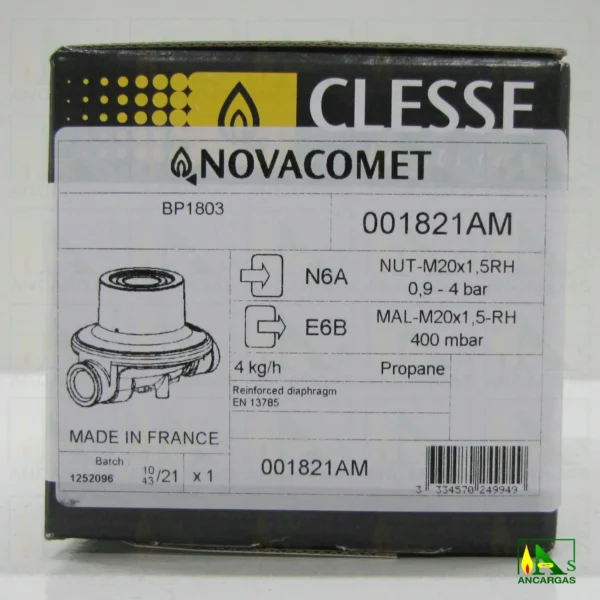 CLESSE
NOVACOMET
BP1803
001821AM
N6A
NUT-M20x1,5RH
0,9 - 4 bar
E6B
MAL-M20x1,5-RH
400 mbar
4 kg/h
Propane
Reinforced diaphragm
EN 13785
MADE IN FRANCE
Batch
1252096
10
43
/21
x 1
001821AM
3 334570 249949
As
ANCARGAS